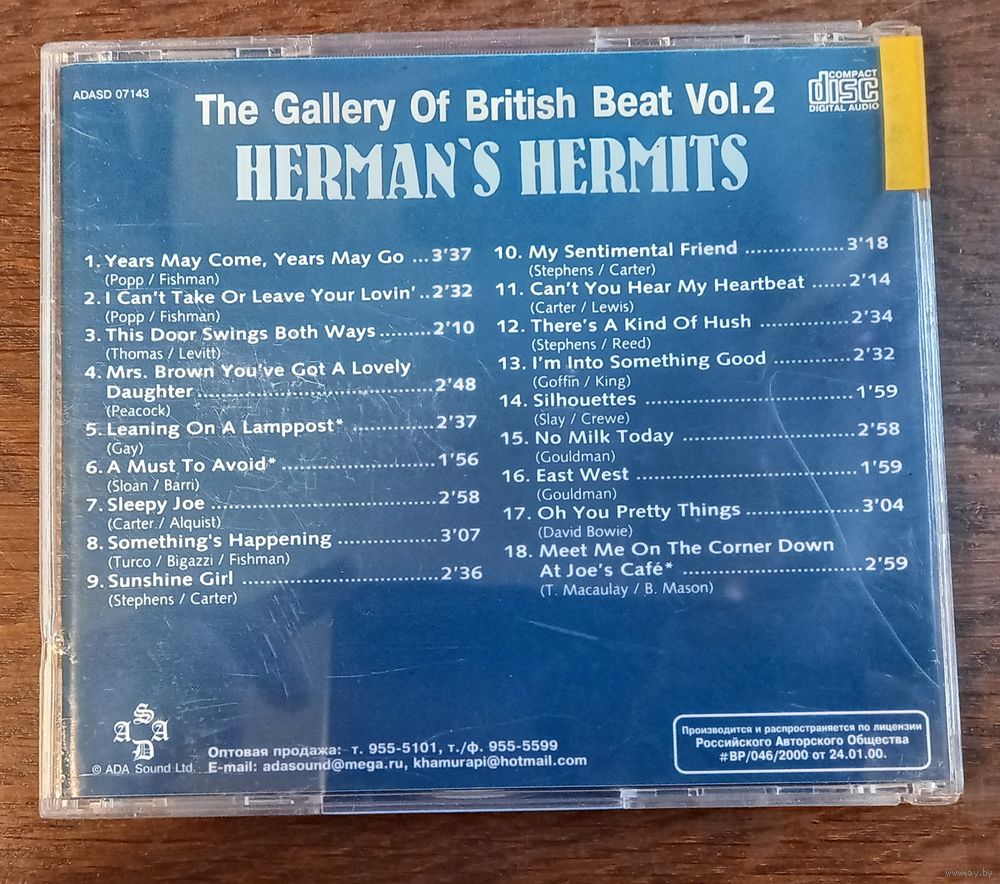 ADASD 07143
The Gallery Of British Beat Vol.2
HERMAN`S HERMITS
COMPACT
disc
DIGITAL AUDIO
1. Years May Come, Years May Go ...3'37
(Popp / Fishman)
2. I Can't Take Or Leave Your Lovin' ..2'32
(Popp / Fishman)
3. This Door Swings Both Ways.........2'10
(Thomas / Levitt)
4. Mrs. Brown You've Got A Lovely
Daughter..............................2'48
(Peacock)
5. Leaning On A Lamppost* ............2'37
(Gay)
6. A Must To Avoid*.......................1'56
(Sloan / Barri)
7. Sleepy Joe .................................2'58
(Carter / Alquist)
8. Something's Happening ..............3'07
(Turco / Bigazzi / Fishman)
9. Sunshine Girl .............................2'36
(Stephens / Carter)
10. My Sentimental Friend .................3'18
(Stephens / Carter)
11. Can't You Hear My Heartbeat ......2'14
(Carter / Lewis)
12. There's A Kind Of Hush ...............2'34
(Stephens / Reed)
13. I'm Into Something Good .............2'32
(Goffin / King)
14. Silhouettes ..................................1'59
(Slay / Crewe)
15. No Milk Today ............................2'58
(Gouldman)
16. East West ....................................1'59
(Gouldman)
17. Oh You Pretty Things ...................3'04
(David Bowie)
18. Meet Me On The Corner Down
At Joe's Café* .............................2'59
(T. Macaulay / B. Mason)
S
A A
D
© ADA Sound Ltd.
Оптовая продажа: т. 955-5101, т./ф. 955-5599
E-mail: adasound@mega.ru, khamurapi@hotmail.com
Производится и распространяется по лицензии
Российского Авторского Общества
#ВР/046/2000 от 24.01.00.
www.ay.by